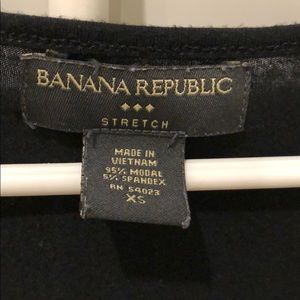 BANANA REPUBLIC
STRETCH
MADE IN
VIETNAM
95% MODAL
5% SPANDEX
RN 54023
XS